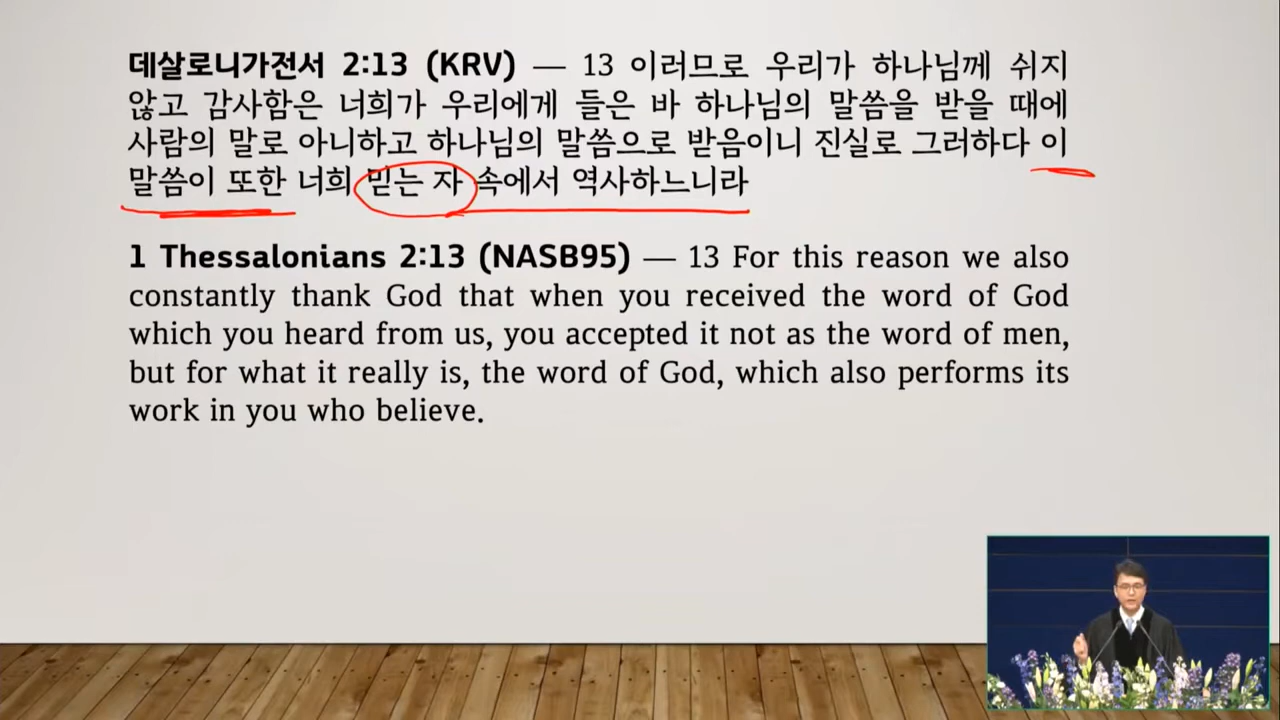 데살로니가전서 2:13 (KRV) — 13 이러므로 우리가 하나님께 쉬지
않고 감사함은 너희가 우리에게 들은 바 하나님의 말씀을 받을 때에
사람의 말로 아니하고 하나님의 말씀으로 받음이니 진실로 그러하다 이
말씀이 또한 너희 믿는 자 속에서 역사하느니라
1 Thessalonians 2:13 (NASB95) — 13 For this reason we also
constantly thank God that when you received the word of God
which you heard from us, you accepted it not as the word of men,
but for what it really is, the word of God, which also performs its
work in you who believe.